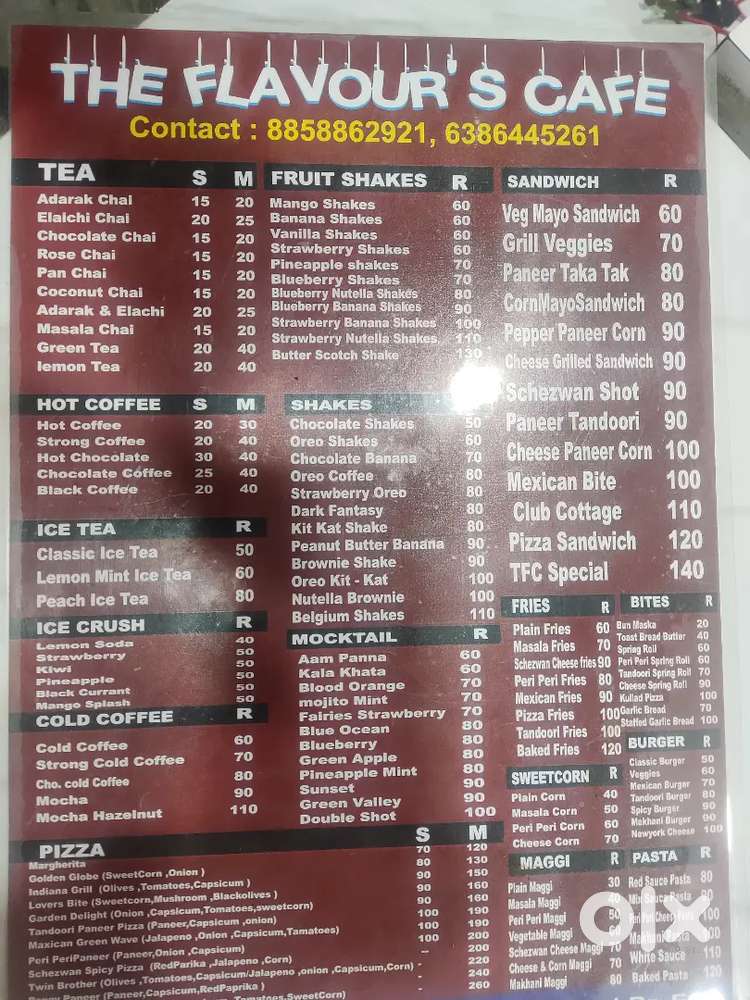 THE FLAVOUR'S CAFE
Contact : 8858862921, 6386445261
TEA S M
Adarak Chai 15 20
Elaichi Chai 20 25
Chocolate Chai 15 20
Rose Chai 15 20
Pan Chai 15 20
Coconut Chai 15 20
Adarak & Elachi 20 25
Masala Chai 15 20
Green Tea 20 40
lemon Tea 20 40
HOT COFFEE S M
Hot Coffee 20 30
Strong Coffee 20 40
Hot Chocolate 30 40
Chocolate Coffee 25 40
Black Coffee 20 40
ICE TEA R
Classic Ice Tea 50
Lemon Mint Ice Tea 60
Peach Ice Tea 80
ICE CRUSH R
Lemon Soda 40
Strawberry 50
Kiwi 50
Pineapple 50
Black Currant 50
Mango Splash 50
COLD COFFEE R
Cold Coffee 60
Strong Cold Coffee 70
Cho. cold Coffee 80
Mocha 90
Mocha Hazelnut 110
FRUIT SHAKES R
Mango Shakes 60
Banana Shakes 60
Vanilla Shakes 60
Strawberry Shakes 60
Pineapple shakes 70
Blueberry Shakes 70
Blueberry Nutella Shakes 80
Blueberry Banana Shakes 90
Strawberry Banana Shakes 100
Strawberry Nutella Shakes 110
Butter Scotch Shake 130
SHAKES
Chocolate Shakes 50
Oreo Shakes 60
Chocolate Banana 70
Oreo Coffee 80
Strawberry Oreo 80
Dark Fantasy 80
Kit Kat Shake 80
Peanut Butter Banana 90
Brownie Shake 90
Oreo Kit - Kat 100
Nutella Brownie 100
Belgium Shakes 110
MOCKTAIL R
Aam Panna 60
Kala Khata 60
Blood Orange 70
mojito Mint 70
Fairies Strawberry 70
Blue Ocean 80
Blueberry 80
Green Apple 80
Pineapple Mint 80
Sunset 90
Green Valley 90
Double Shot 100
SANDWICH R
Veg Mayo Sandwich 60
Grill Veggies 70
Paneer Taka Tak 80
CornMayoSandwich 80
Pepper Paneer Corn 90
Cheese Grilled Sandwich 90
Schezwan Shot 90
Paneer Tandoori 90
Cheese Paneer Corn 100
Mexican Bite 100
Club Cottage 110
Pizza Sandwich 120
TFC Special 140
FRIES R
Plain Fries 60
Masala Fries 70
Schezwan Cheese fries 90
Peri Peri Fries 80
Mexican Fries 90
Pizza Fries 100
Tandoori Fries 100
Baked Fries 120
BITES R
Bun Maska 20
Toast Bread Butter 40
Spring Roll 60
Peri Peri Spring Roll 60
Tandoori Spring Roll 70
Cheese Spring Roll 90
Kullad Pizza 100
Garlic Bread 70
Staffed Garlic Bread 100
SWEETCORN R
Plain Corn 40
Masala Corn 50
Peri Peri Corn 60
Cheese Corn 70
BURGER R
Classic Burger 50
Veggies 60
Mexican Burger 70
Tandoori Burger 80
Spicy Burger 90
Makhani Burger 90
Newyork Cheese 100
MAGGI R
Plain Maggi 30
Masala Maggi 40
Peri Peri Maggi 50
Vegetable Maggi 60
Schezwan Cheese Maggi 70
Cheese & Corn Maggi 70
Makhani Maggi 80
PASTA R
Red Sauce Pasta 80
Mix Sauce Pasta 90
100
Makhani Pasta 100
White Sauce 110
Baked Pasta 120
PIZZA S M
Margherita 70 120
Golden Globe (SweetCorn ,Onion ) 80 130
Indiana Grill (Olives ,Tomatoes,Capsicum ) 90 150
Lovers Bite (Sweetcorn,Mushroom ,Blackolives ) 90 160
Garden Delight (Onion ,Capsicum,Tomatoes,sweetcorn) 90 160
Tandoori Paneer Pizza (Paneer,Capsicum ,onion) 100 190
Maxican Green Wave (Jalapeno ,Onion ,Capsicum,Tamatoes) 100 190
Peri PeriPaneer (Paneer,Onion ,Capsicum) 100 200
Schezwan Spicy Pizza (RedParika ,Jalapeno ,Corn) - 200
Twin Brother (Olives ,Tomatoes,Capsicum/Jalapeno ,onion ,Capsicum,Corn) - 220
Paneer (Paneer,Capsicum,RedPaprika ) - 240
,Tomatoes,SweetCorn) - 260
olx